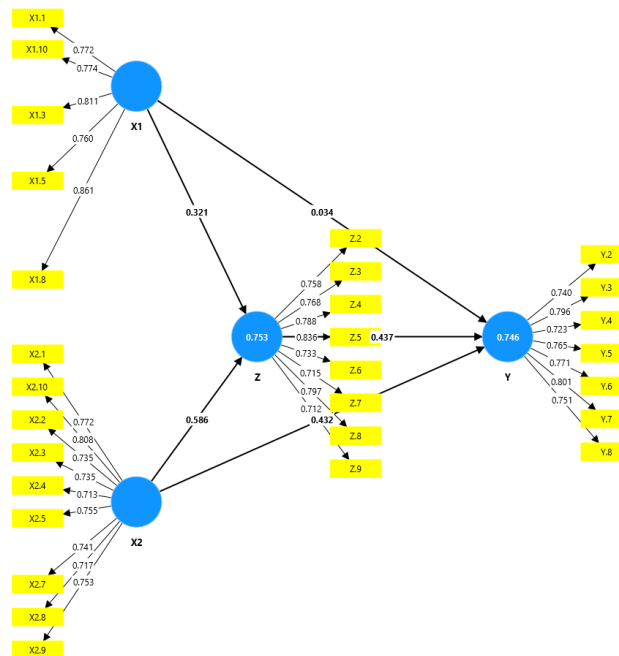 X1.1
X1.10
X1.3
X1.5
X1.8
0.772
0.774
0.811
0.760
0.861
X1
0.321
0.034
Z.2
Z.3
Z.4
Z.5
Z.6
Z.7
Z.8
Z.9
0.758
0.768
0.788
0.836
0.733
0.715
0.797
0.712
0.753
Z
0.437
0.746
Y
Y.2
Y.3
Y.4
Y.5
Y.6
Y.7
Y.8
0.740
0.796
0.723
0.765
0.771
0.801
0.751
0.586
0.432
X2.1
X2.10
X2.2
X2.3
X2.4
X2.5
X2.7
X2.8
X2.9
0.772
0.808
0.735
0.735
0.713
0.755
0.741
0.717
0.753
X2